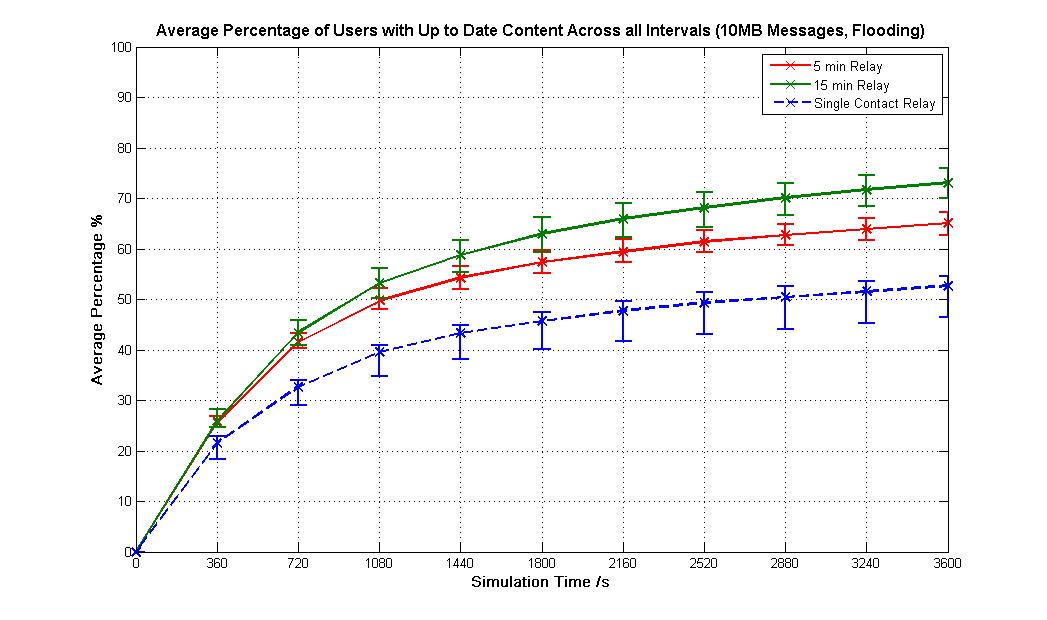 Average Percentage of Users with Up to Date Content Across all Intervals (10MB Messages, Flooding)
5 min Relay
15 min Relay
Single Contact Relay
Average Percentage %
100
90
80
70
60
50
40
30
20
10
0
0 360 720 1080 1440 1800 2160 2520 2880 3240 3600
Simulation Time /s